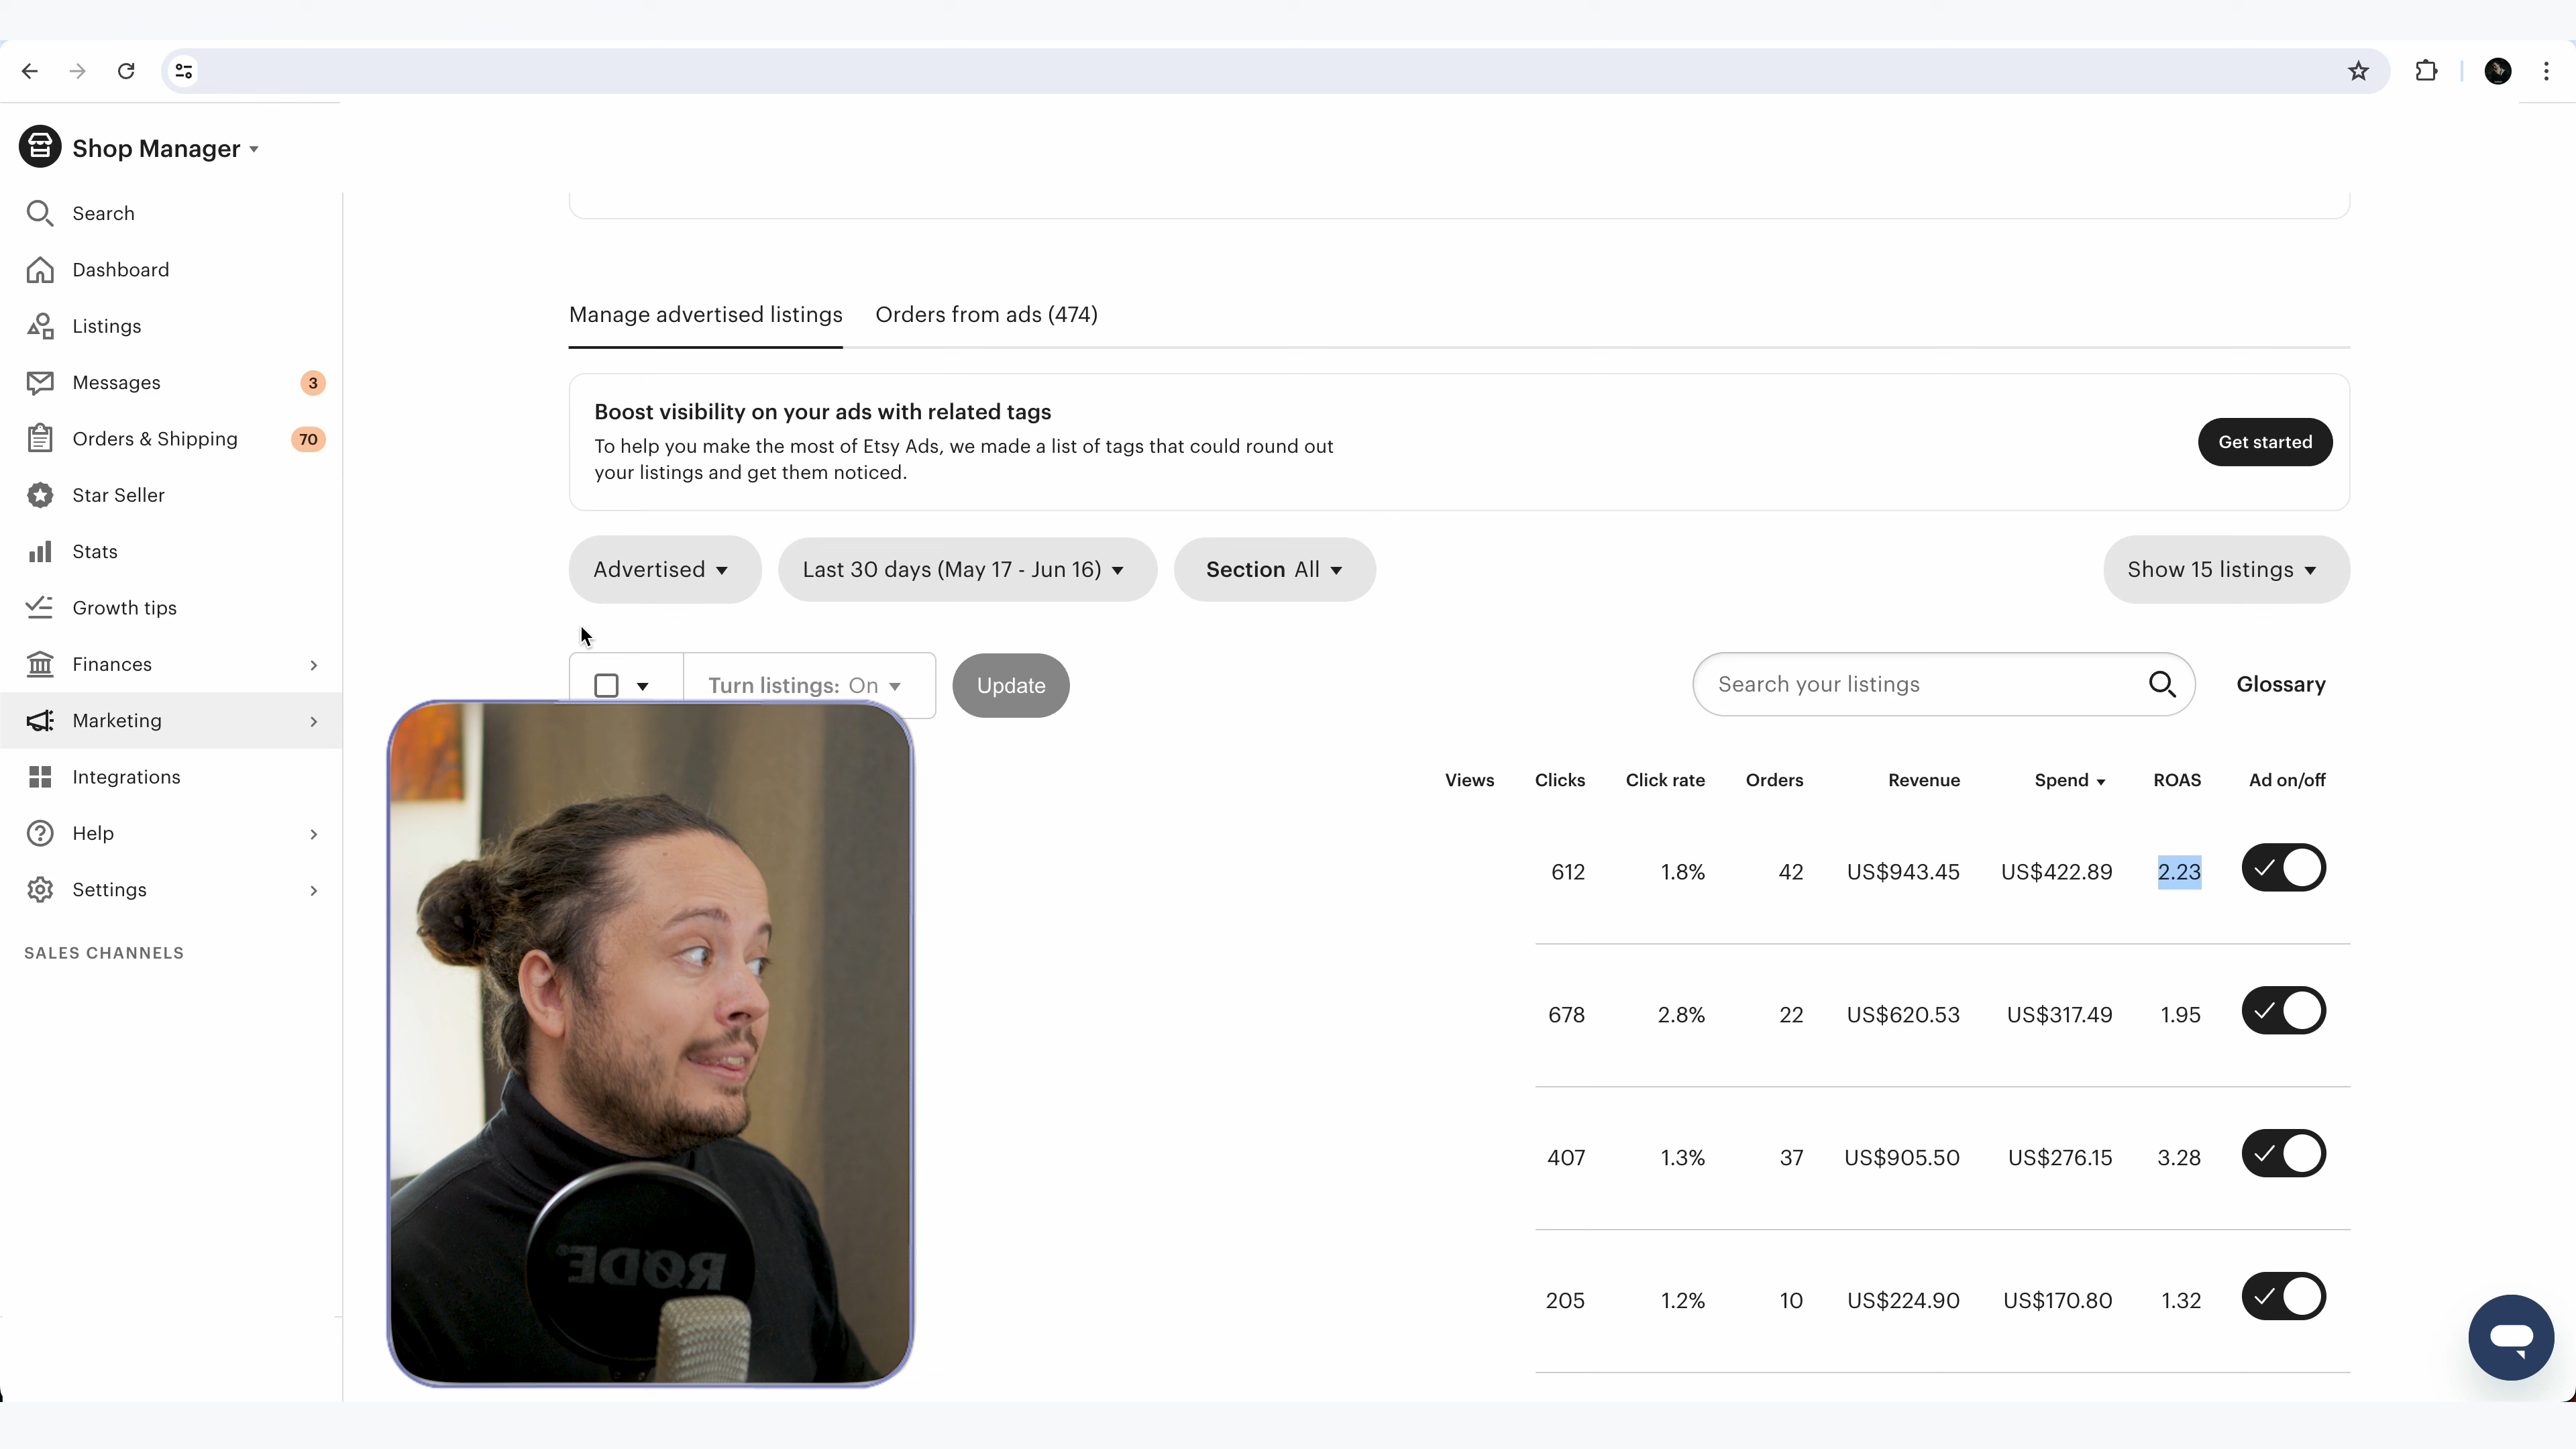 Shop Manager
Search
Dashboard
Listings
Messages 3
Orders & Shipping 70
Star Seller
Stats
Growth tips
Finances
Marketing
Integrations
Help
Settings
SALES CHANNELS
Manage advertised listings Orders from ads (474)
Boost visibility on your ads with related tags
To help you make the most of Etsy Ads, we made a list of tags that could round out
your listings and get them noticed.
Get started
Advertised Last 30 days (May 17 - Jun 16) Section All Show 15 listings
Turn listings: On Update Search your listings Glossary
Views Clicks Click rate Orders Revenue Spend ROAS Ad on/off
612 1.8% 42 US$943.45 US$422.89 2.23
678 2.8% 22 US$620.53 US$317.49 1.95
407 1.3% 37 US$905.50 US$276.15 3.28
205 1.2% 10 US$224.90 US$170.80 1.32
RØDE